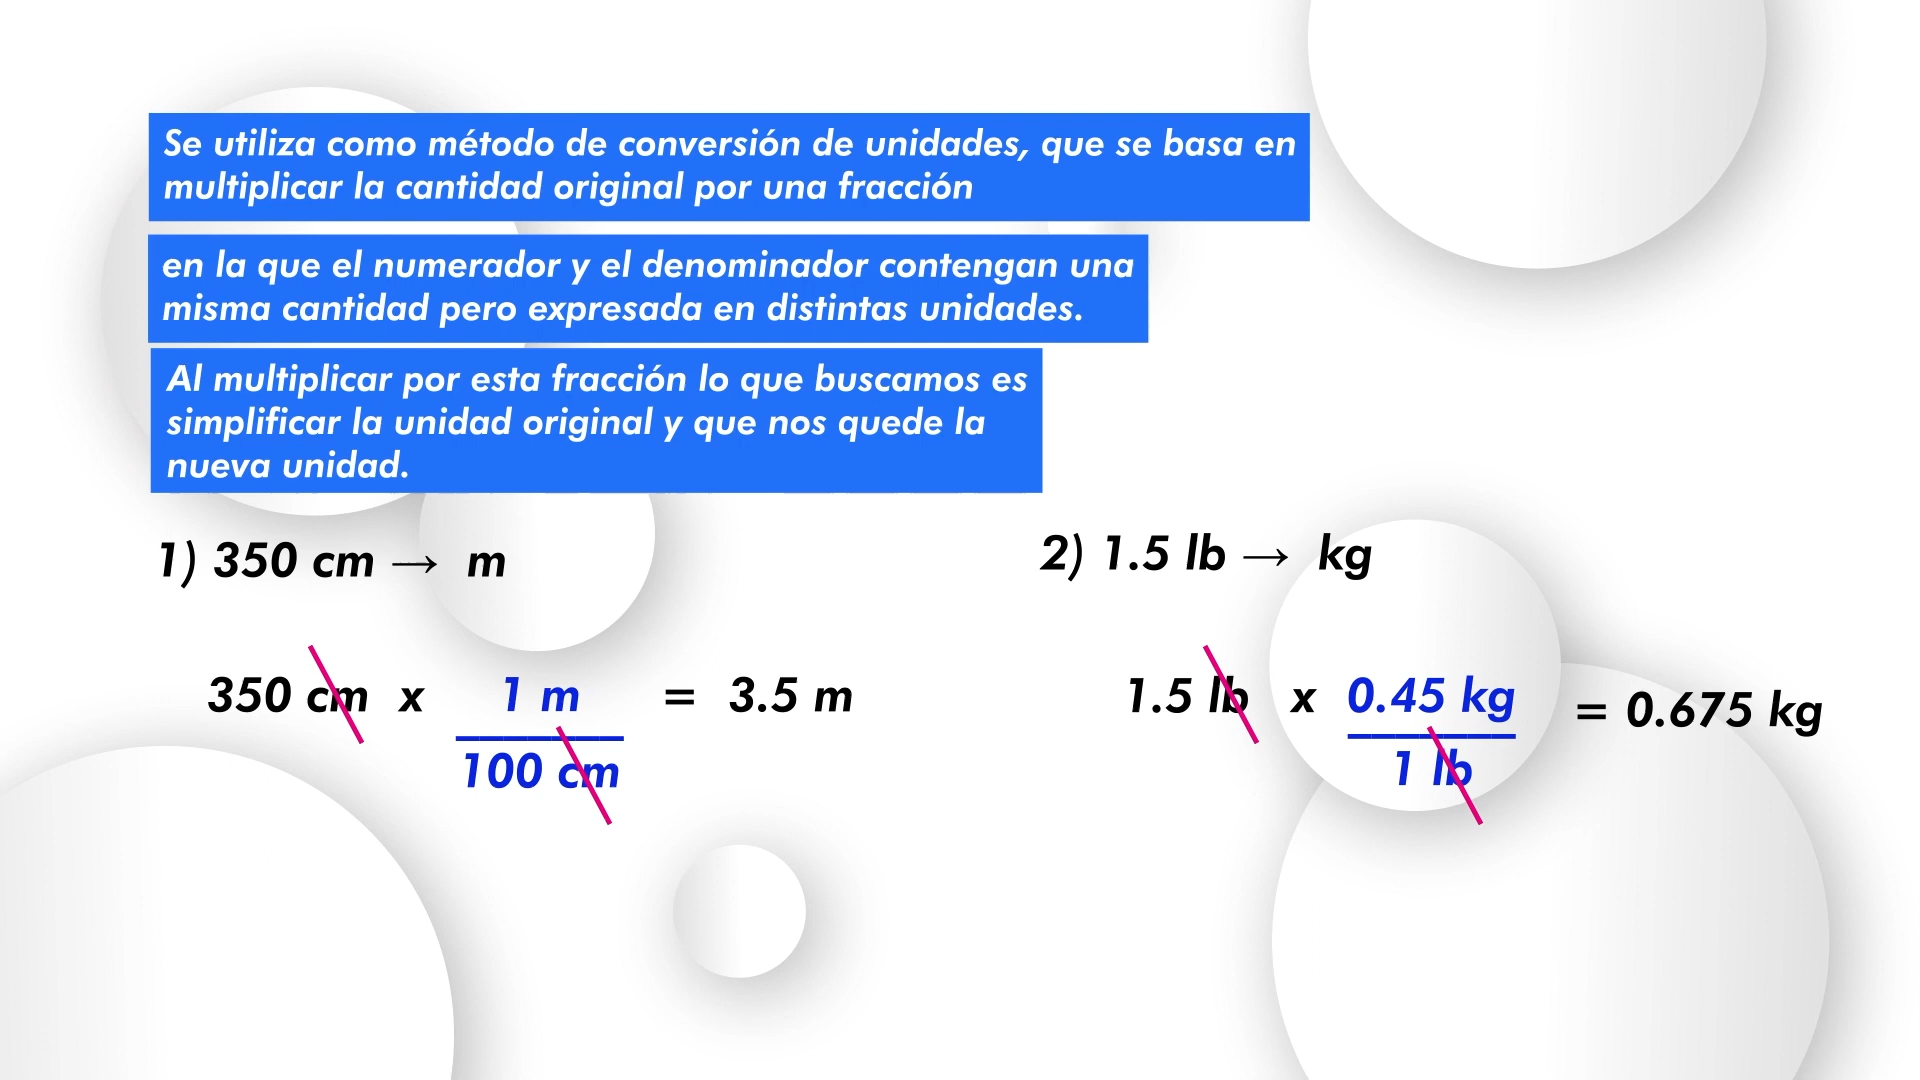 Se utiliza como método de conversión de unidades, que se basa en
multiplicar la cantidad original por una fracción
en la que el numerador y el denominador contengan una
misma cantidad pero expresada en distintas unidades.
Al multiplicar por esta fracción lo que buscamos es
simplificar la unidad original y que nos quede la
nueva unidad.
1) 350 cm → m
350 cm x 1 m = 3.5 m
100 cm
2) 1.5 lb → kg
1.5 lb x 0.45 kg = 0.675 kg
1 lb